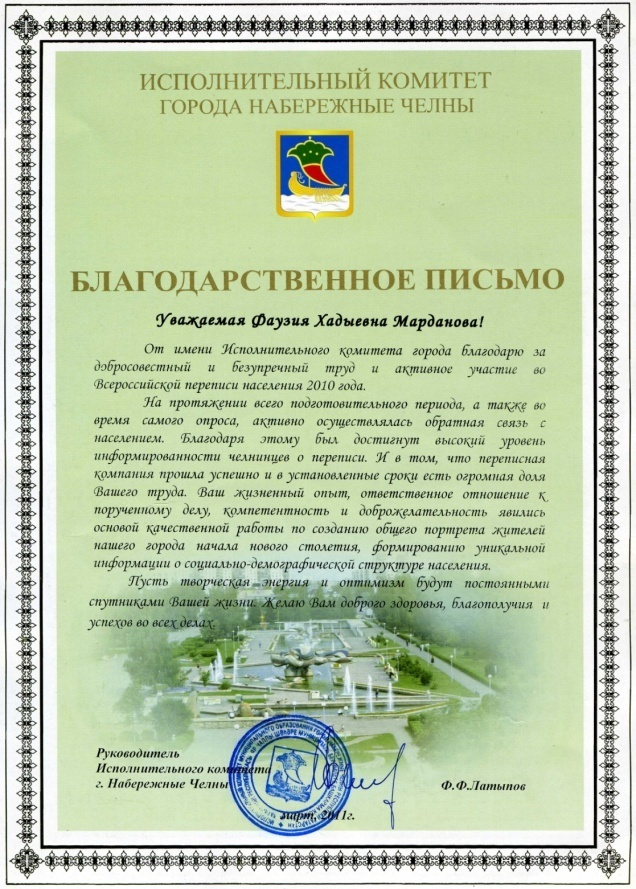 ИСПОЛНИТЕЛЬНЫЙ КОМИТЕТ
ГОРОДА НАБЕРЕЖНЫЕ ЧЕЛНЫ
БЛАГОДАРСТВЕННОЕ ПИСЬМО
Уважаемая Фаузия Хадыевна Марданова!
От имени Исполнительного комитета города благодарю за
добросовестный и безупречный труд и активное участие во
Всероссийской переписи населения 2010 года.
На протяжении всего подготовительного периода, а также во
время самого опроса, активно осуществлялась обратная связь с
населением. Благодаря этому был достигнут высокий уровень
информированности челнинцев о переписи. И в том, что переписная
компания прошла успешно и в установленные сроки есть огромная доля
Вашего труда. Ваш жизненный опыт, ответственное отношение к
порученному делу, компетентность и доброжелательность явились
основой качественной работы по созданию общего портрета жителей
нашего города начала нового столетия, формированию уникальной
информации о социально-демографической структуре населения.
Пусть творческая энергия и оптимизм будут постоянными
спутниками Вашей жизни. Желаю Вам доброго здоровья, благополучия и
успехов во всех делах.
Руководитель
Исполнительного комитета
г. Набережные Челны
Ф.Ф.Латыпов
март, 2011г.